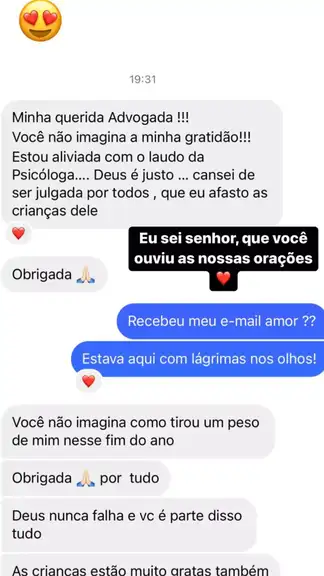 😍
19:31
Minha querida Advogada !!!
Você não imagina a minha gratidão!!!
Estou aliviada com o laudo da
Psicóloga.... Deus é justo ... cansei de
ser julgada por todos , que eu afasto as
crianças dele
❤️
Eu sei senhor, que você
ouviu as nossas orações
❤️
Obrigada 🙏🏻
Recebeu meu e-mail amor ??
Estava aqui com lágrimas nos olhos!
❤️
Você não imagina como tirou um peso
de mim nesse fim do ano
Obrigada 🙏🏻 por tudo
Deus nunca falha e vc é parte disso
tudo
As crianças estão muito gratas também